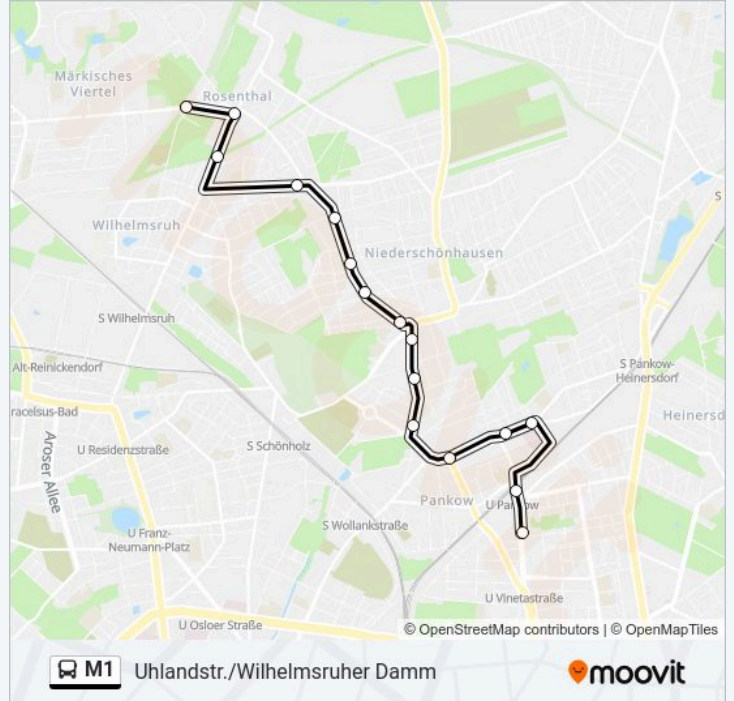 Märkisches
Viertel
Rosenthal
Wilhelmsruh
Niederschönhausen
S
S Wilhelmsruh
Alt-Reinickendorf
S Pankow-
Heinersdorf
racelsus-Bad
Heinersd
Aroser Allee
U Residenzstraße
S Schönholz
Pankow
U Pankow
U Franz-
Neumann-Platz
S Wollankstraße
U Vinetastraße
U Osloer Straße
© OpenStreetMap contributors | © OpenMapTiles
M1
Uhlandstr./Wilhelmsruher Damm
moovit